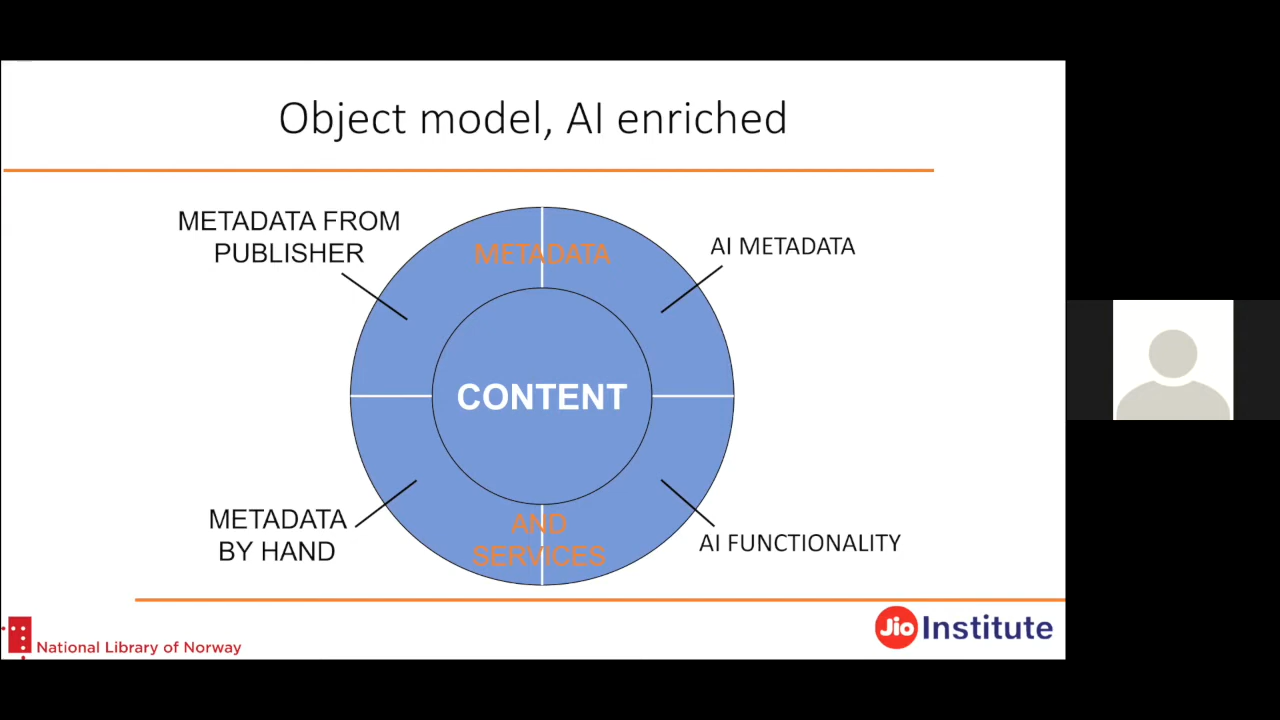 Object model, AI enriched
METADATA FROM
PUBLISHER
METADATA
AI METADATA
CONTENT
METADATA
BY HAND
AND
SERVICES
AI FUNCTIONALITY
National Library of Norway
Jio Institute